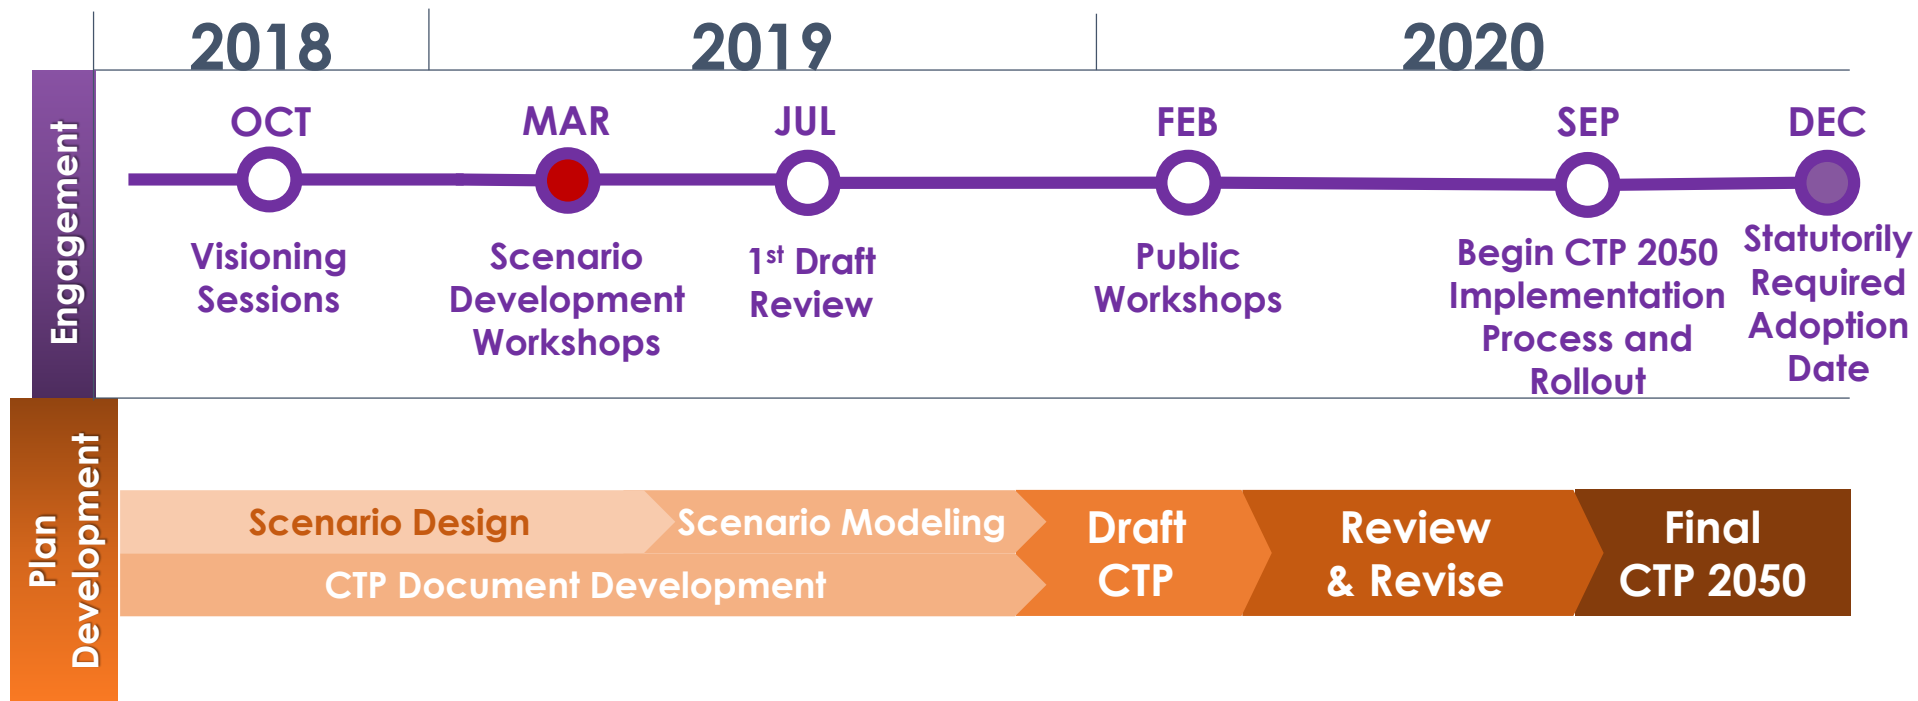 2018
2019
2020
Engagement
OCT
MAR
JUL
FEB
SEP
DEC
Visioning
Sessions
Scenario
Development
Workshops
1st Draft
Review
Public
Workshops
Begin CTP 2050
Implementation
Process and
Rollout
Statutorily
Required
Adoption
Date
Plan
Development
Scenario Design
Scenario Modeling
CTP Document Development
Draft
CTP
Review
& Revise
Final
CTP 2050